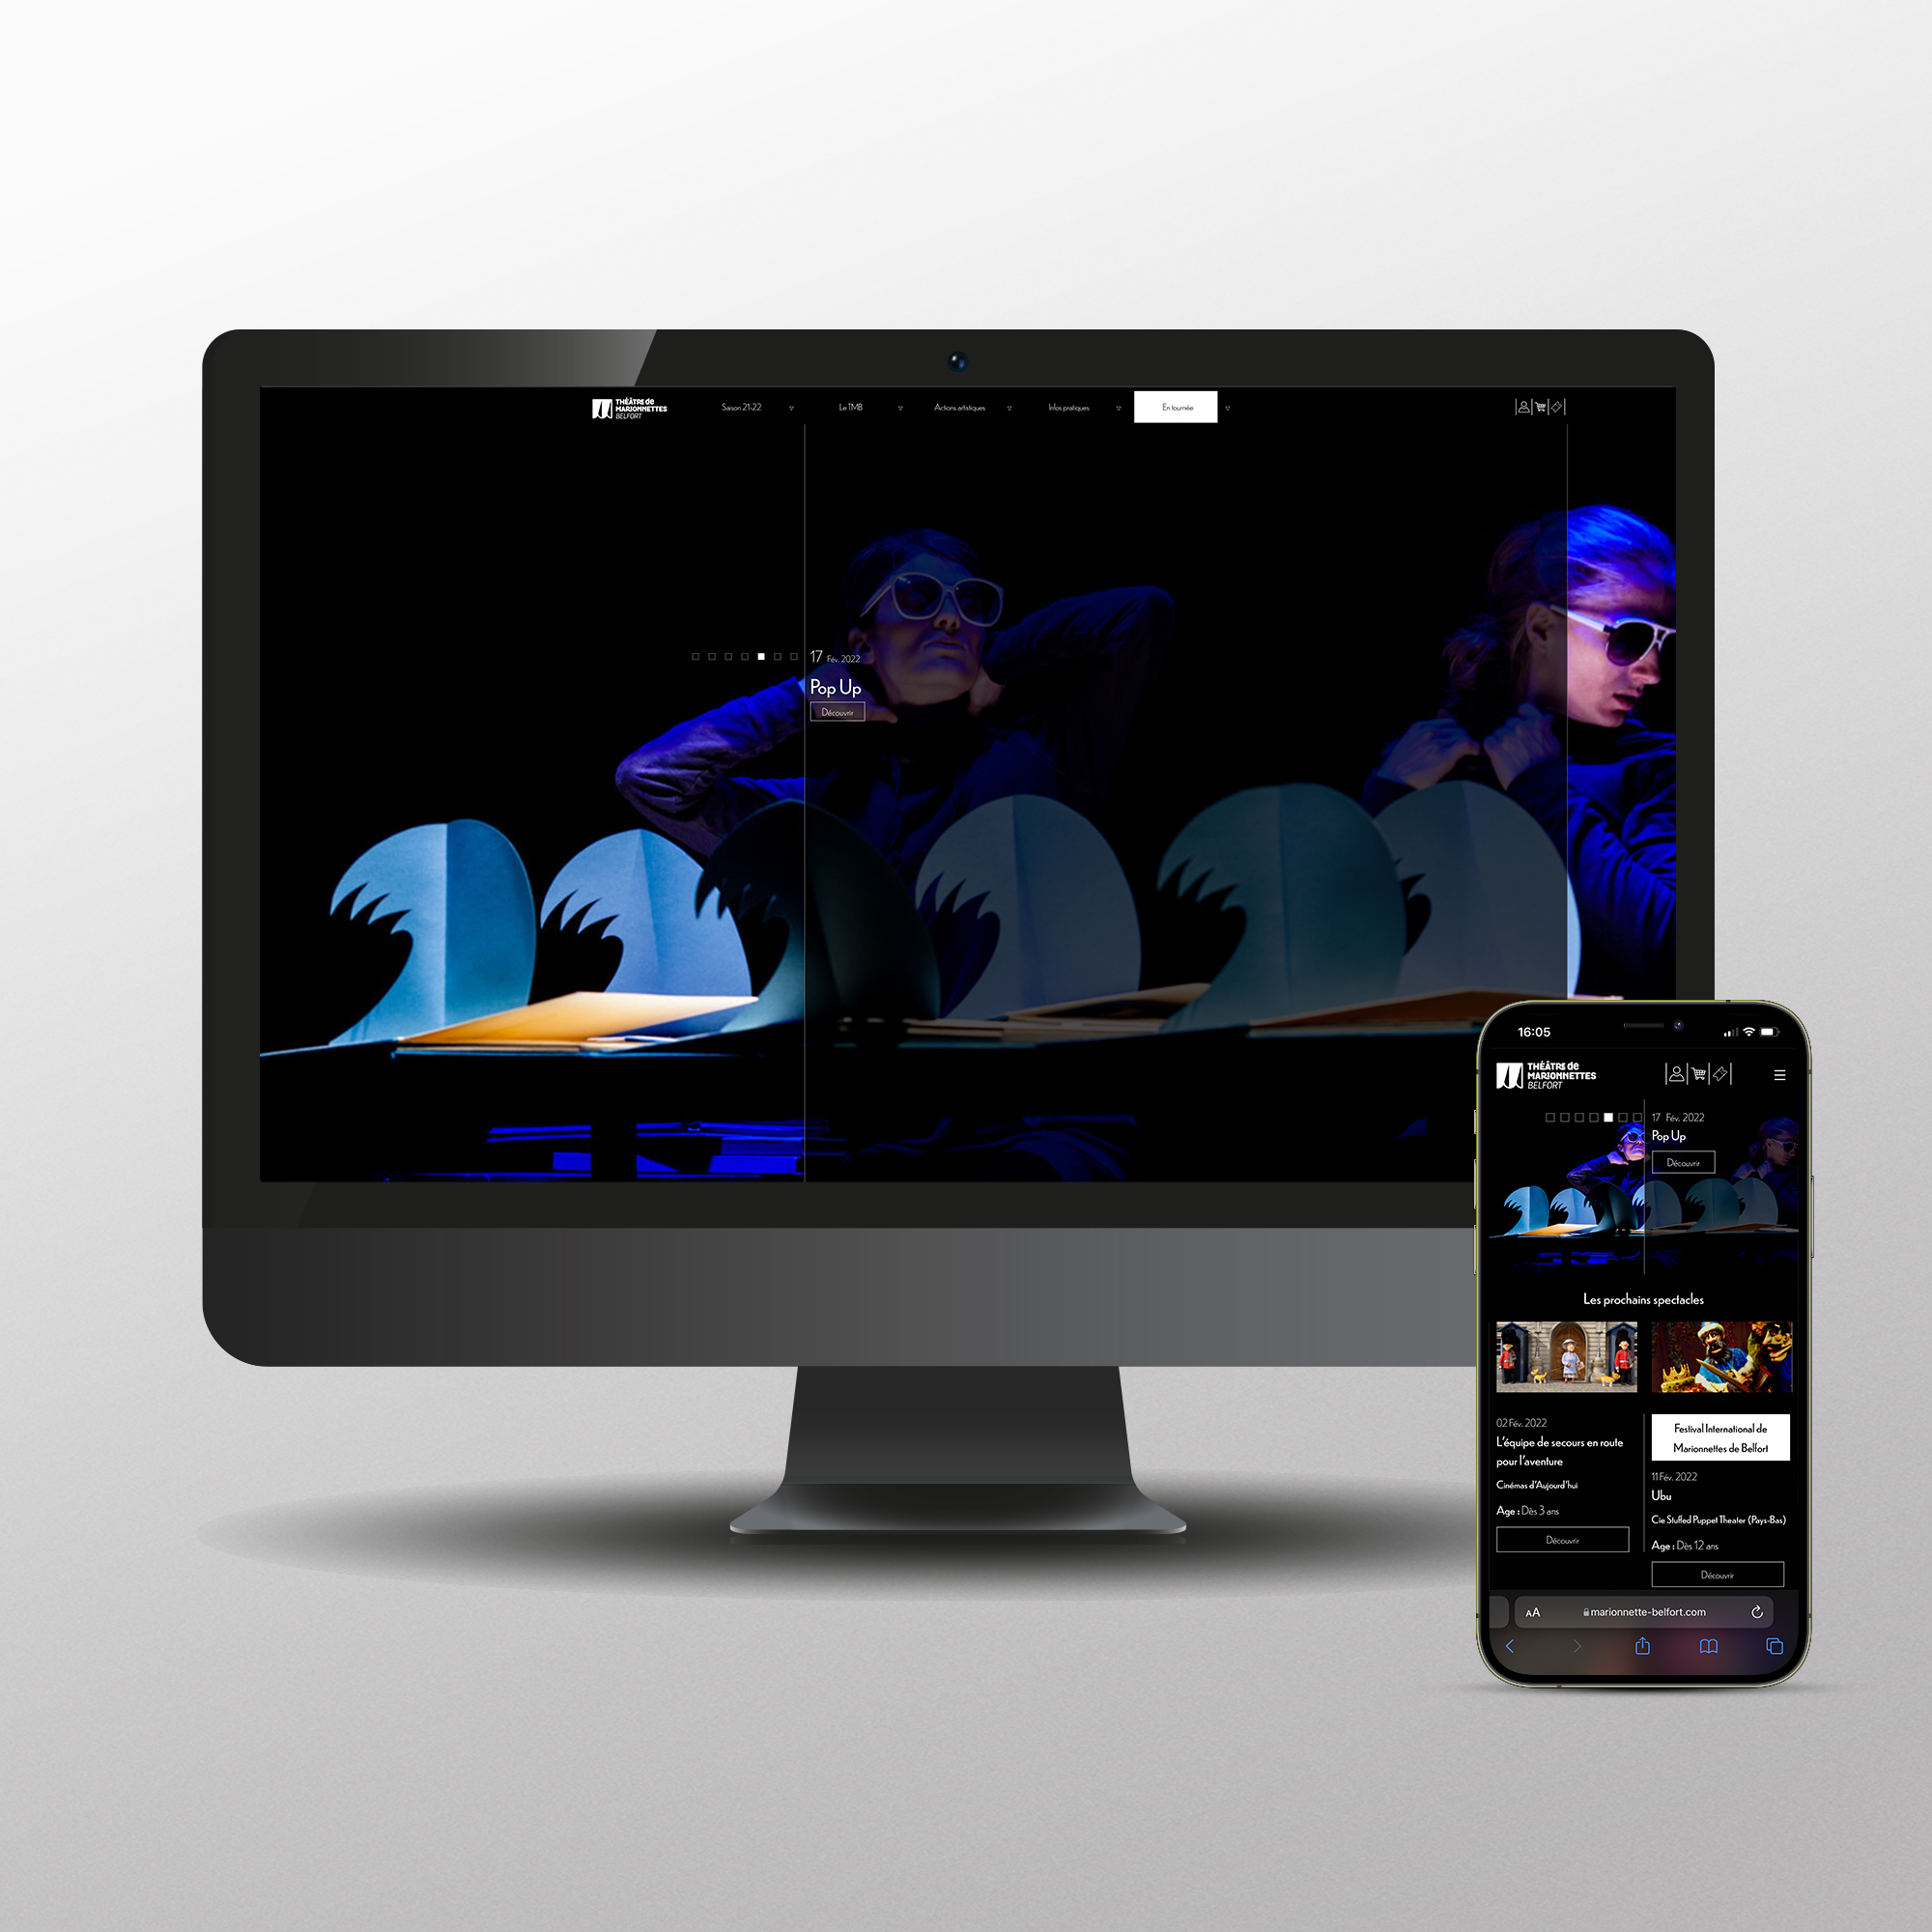 THÉÂTRE de
MARIONNETTES
BELFORT
Saison 21-22
Le TMB
Actions artistiques
Infos pratiques
En tournée
17 Fév. 2022
Pop Up
Découvrir
16:05
THÉÂTRE de
MARIONNETTES
BELFORT
17 Fév. 2022
Pop Up
Découvrir
Les prochains spectacles
02 Fév. 2022
L'équipe de secours en route
pour l'aventure
Cinémas d'Aujourd'hui
Age : Dès 3 ans
Découvrir
Festival International de
Marionnettes de Belfort
11 Fév. 2022
Ubu
Cie Stuffed Puppet Theater (Pays-Bas)
Age : Dès 12 ans
Découvrir
AA
marionnette-belfort.com